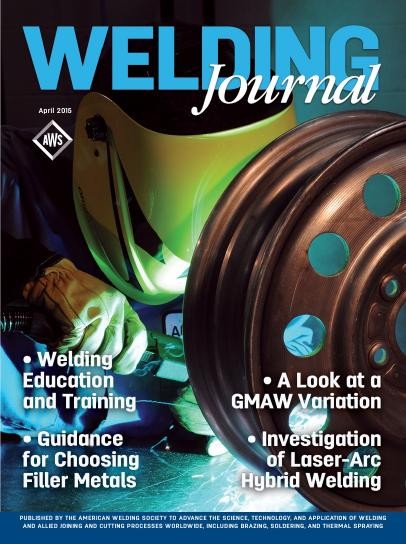 WELDING
Journal
April 2015
AWS
• Welding
Education
and Training
• Guidance
for Choosing
Filler Metals
• A Look at a
GMAW Variation
• Investigation
of Laser-Arc
Hybrid Welding
PUBLISHED BY THE AMERICAN WELDING SOCIETY TO ADVANCE THE SCIENCE, TECHNOLOGY, AND APPLICATION OF WELDING
AND ALLIED JOINING AND CUTTING PROCESSES WORLDWIDE, INCLUDING BRAZING, SOLDERING, AND THERMAL SPRAYING